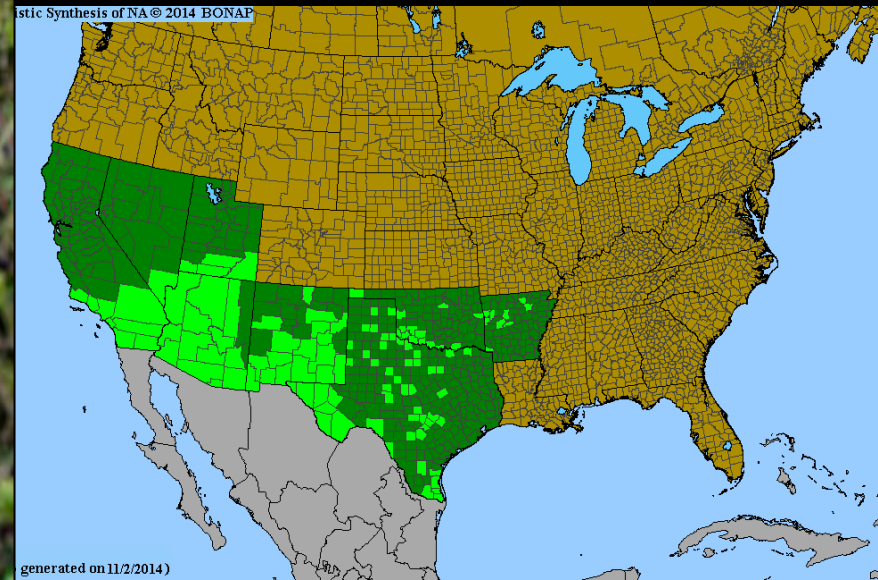 istic Synthesis of NA © 2014 BONAP
generated on 11/2/2014 )